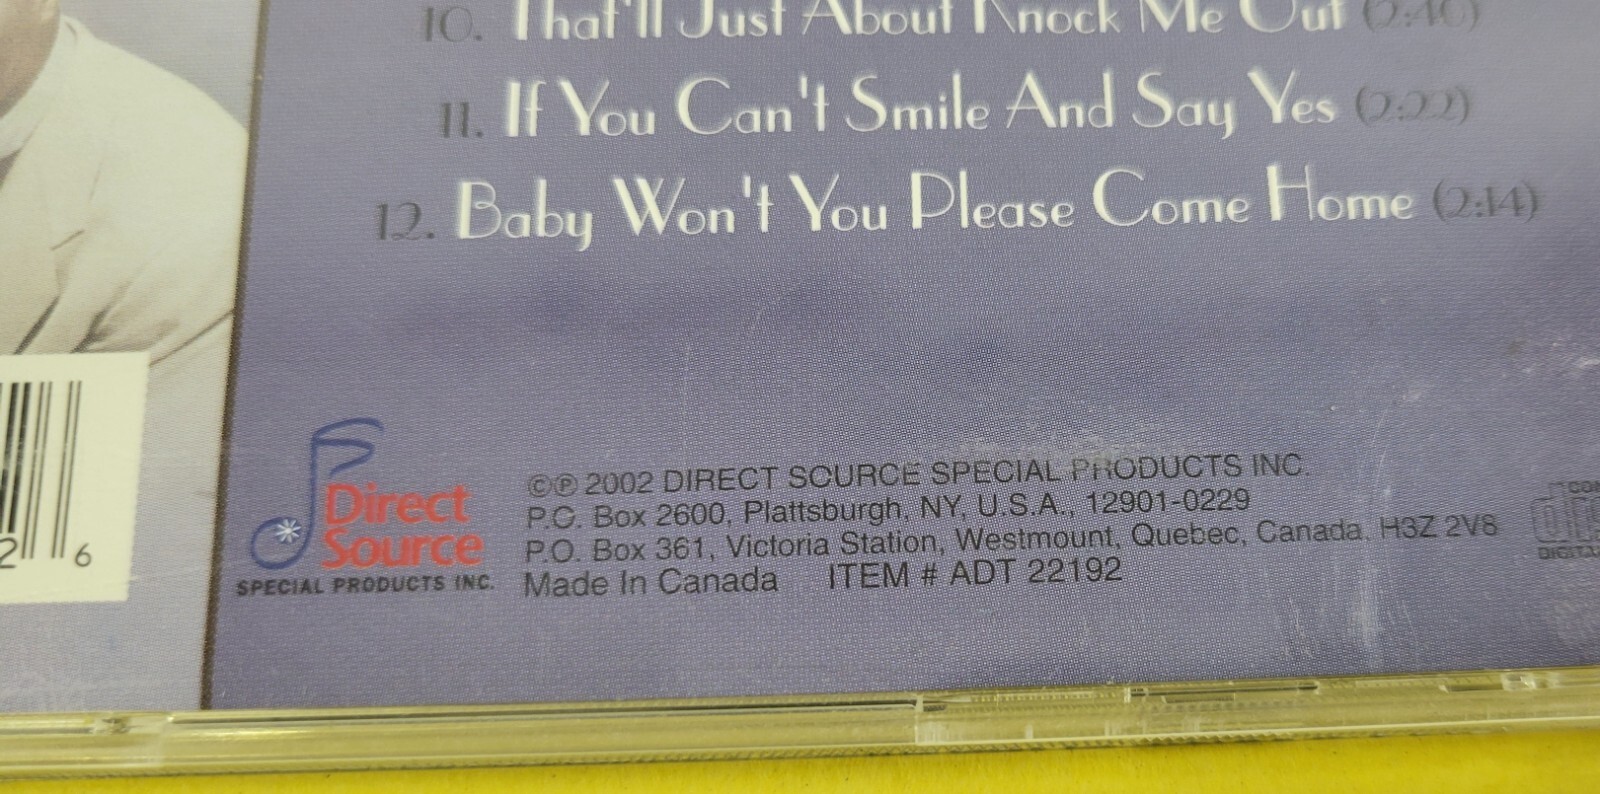 10. That'll Just About Knock Me Out (2:40)
11. If You Can't Smile And Say Yes (2:22)
12. Baby Won't You Please Come Home (2:14)
2 6
Direct
Source
SPECIAL PRODUCTS INC.
©℗ 2002 DIRECT SOURCE SPECIAL PRODUCTS INC.
P.O. Box 2600, Plattsburgh, NY, U.S.A., 12901-0229
P.O. Box 361, Victoria Station, Westmount, Quebec, Canada, H3Z 2V8
Made In Canada ITEM # ADT 22192